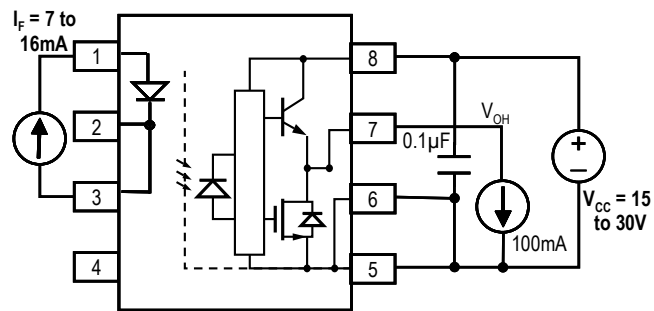 I_F = 7 to
16mA
1
2
3
4
8
7
6
5
V_OH
0.1µF
100mA
+
–
V_CC = 15
to 30V